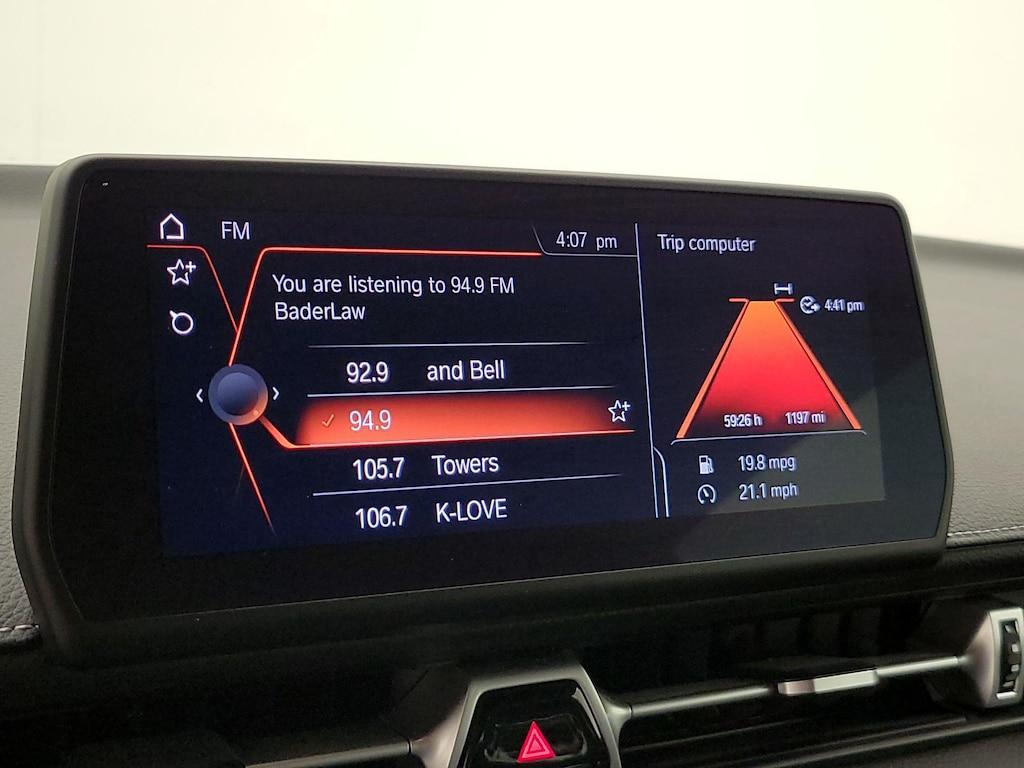 FM
4:07 pm
You are listening to 94.9 FM
BaderLaw
92.9 and Bell
94.9
105.7 Towers
106.7 K-LOVE
Trip computer
4:41 pm
59:26 h 1197 mi
19.8 mpg
21.1 mph